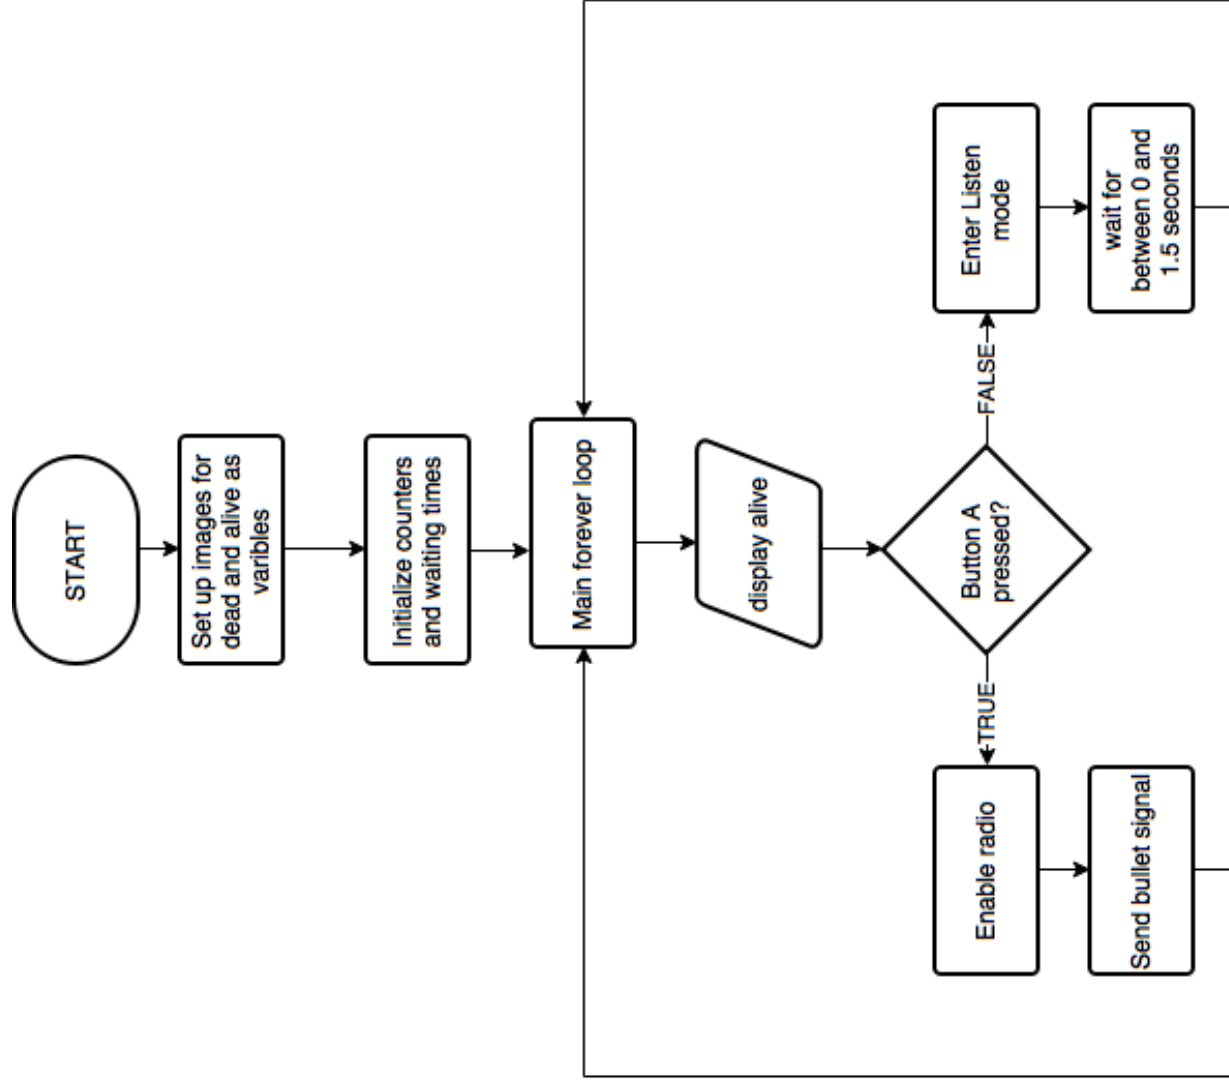 START
Set up images for
dead and alive as
varibles
Initialize counters
and waiting times
Main forever loop
display alive
Button A
pressed?
TRUE
FALSE
Enable radio
Send bullet signal
Enter Listen
mode
wait for
between 0 and
1.5 seconds